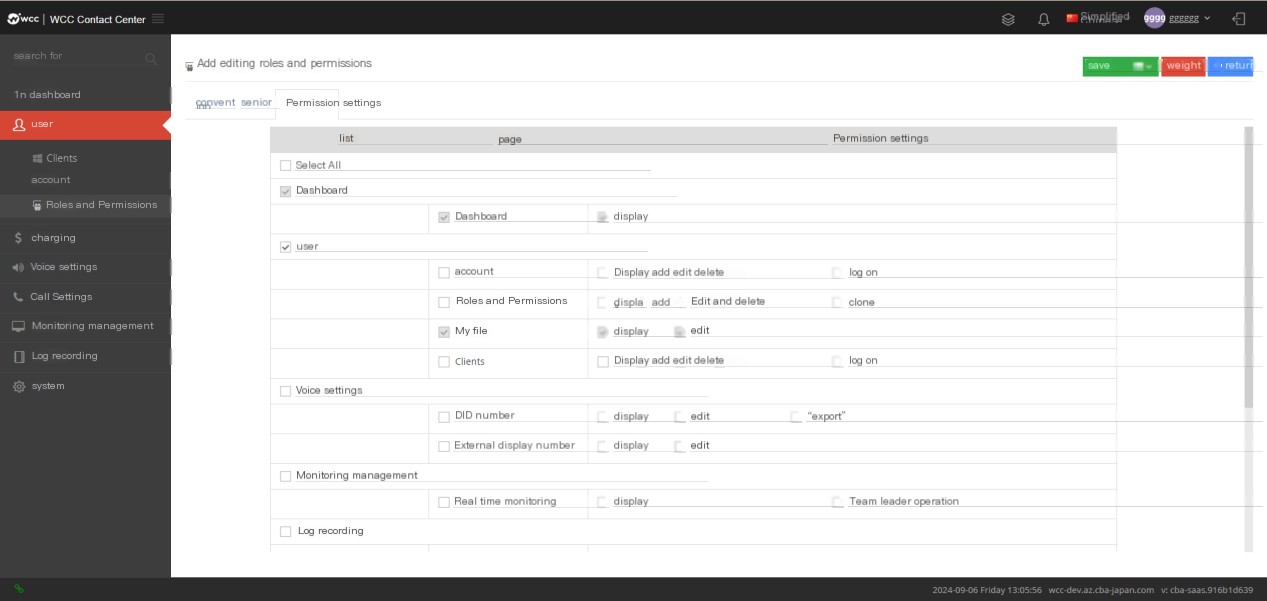 wcc | WCC Contact Center
Simplified
gggg gggggg
search for
1n dashboard
user
Clients
account
Roles and Permissions
charging
Voice settings
Call Settings
Monitoring management
Log recording
system
Add editing roles and permissions
save weight return
convent senior Permission settings
list page Permission settings
Select All
Dashboard
Dashboard display
user
account Display add edit delete log on
Roles and Permissions displa add Edit and delete clone
My file display edit
Clients Display add edit delete log on
Voice settings
DID number display edit “export”
External display number display edit
Monitoring management
Real time monitoring display Team leader operation
Log recording
2024-09-06 Friday 13:05:56 wcc-dev.az.cba-japan.com v: cba-saas.916b1d639